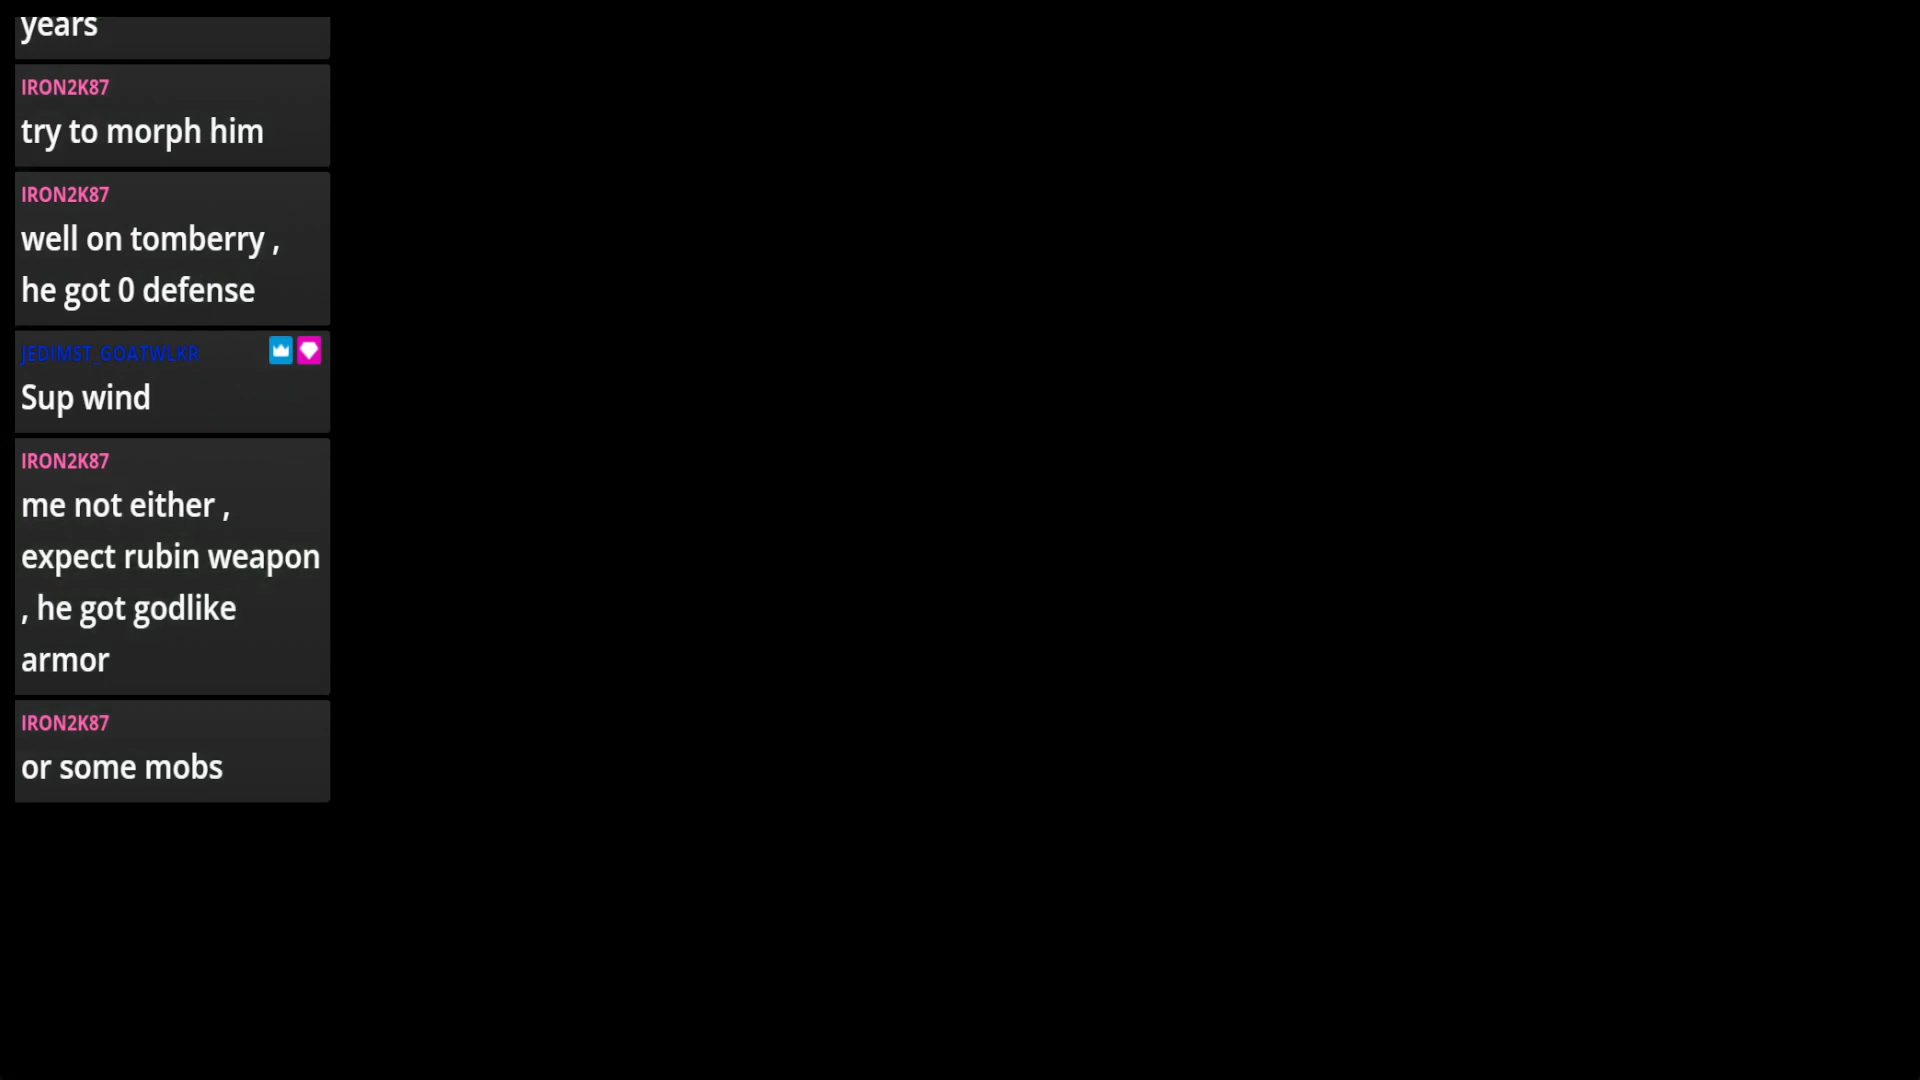 years
IRON2K87
try to morph him
IRON2K87
well on tomberry ,
he got 0 defense
JEDIMST_GOATWLKR
Sup wind
IRON2K87
me not either ,
expect rubin weapon
, he got godlike
armor
IRON2K87
or some mobs